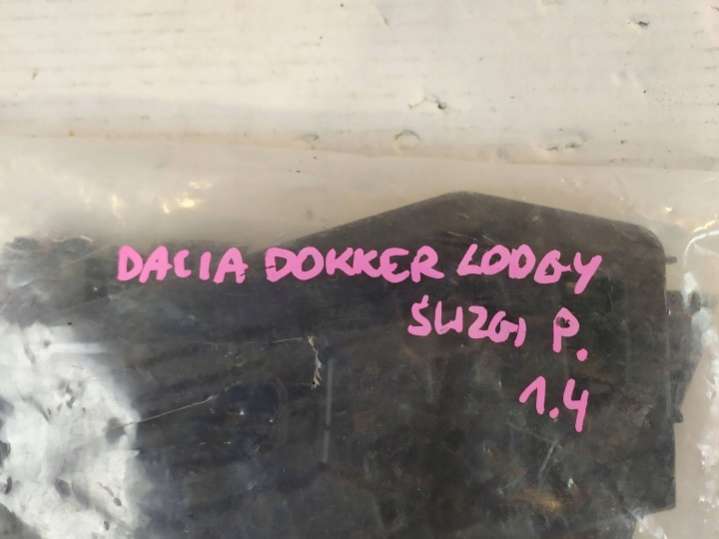 DACIA DOKKER LODGY
ŚLIZGI P.
1.4